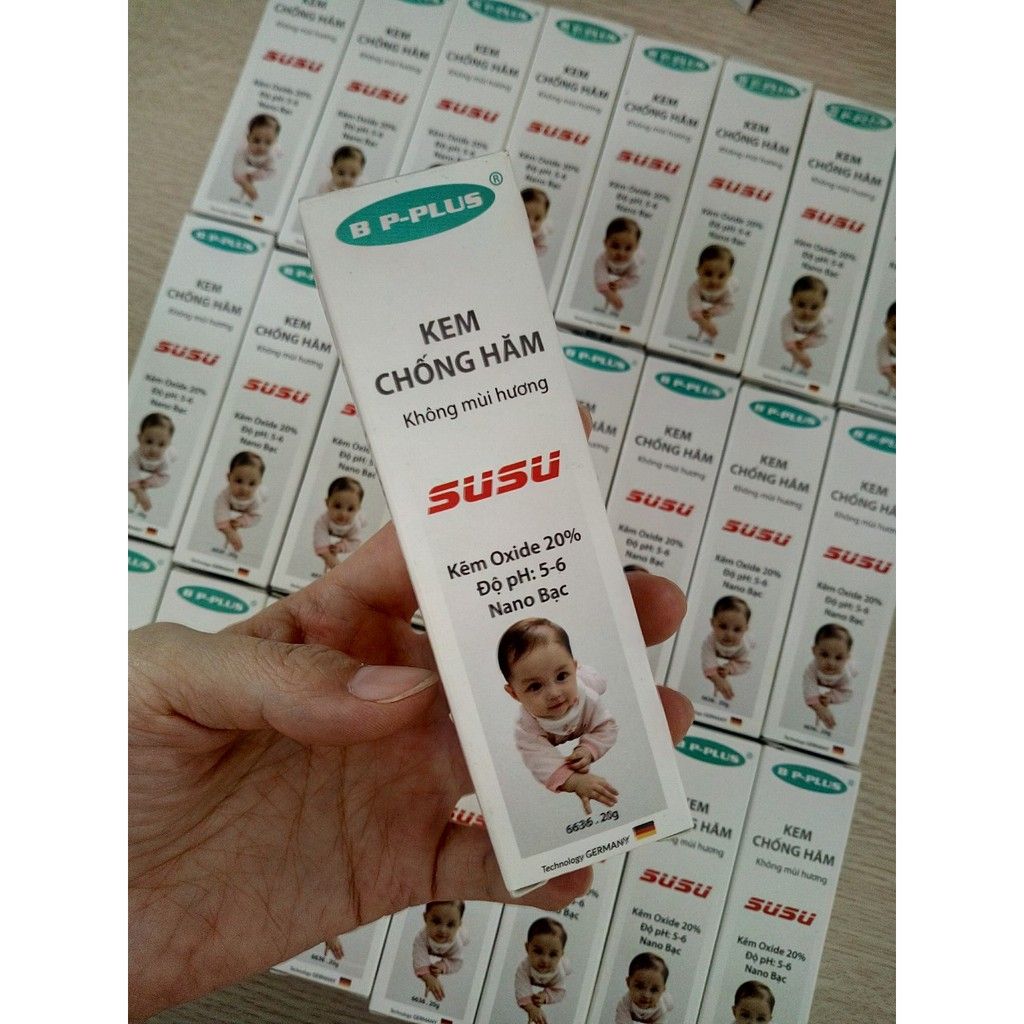 B P-PLUS ®
KEM
CHỐNG HĂM
Không mùi hương
SUSU
Kẽm Oxide 20%
Độ pH: 5-6
Nano Bạc
6636 . 20g
Technology GERMANY